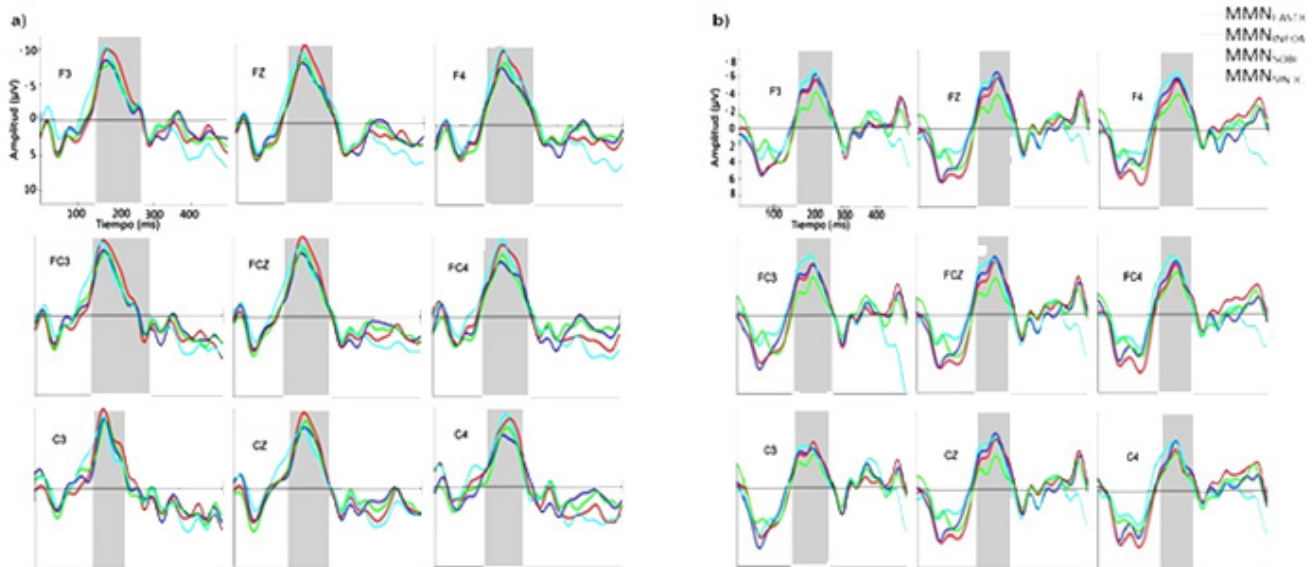 a)
Amplitud (µV)
-10
-5
0
5
10
F3
FZ
F4
100 200 300 400
Tiempo (ms)
FC3
FCZ
FC4
C3
CZ
C4
b)
MMN
MMN
MMN
MMN
Amplitud (µV)
-8
-6
-4
-2
0
2
4
6
8
F3
FZ
F4
100 200 300 400
Tiempo (ms)
FC3
FCZ
FC4
C3
CZ
C4